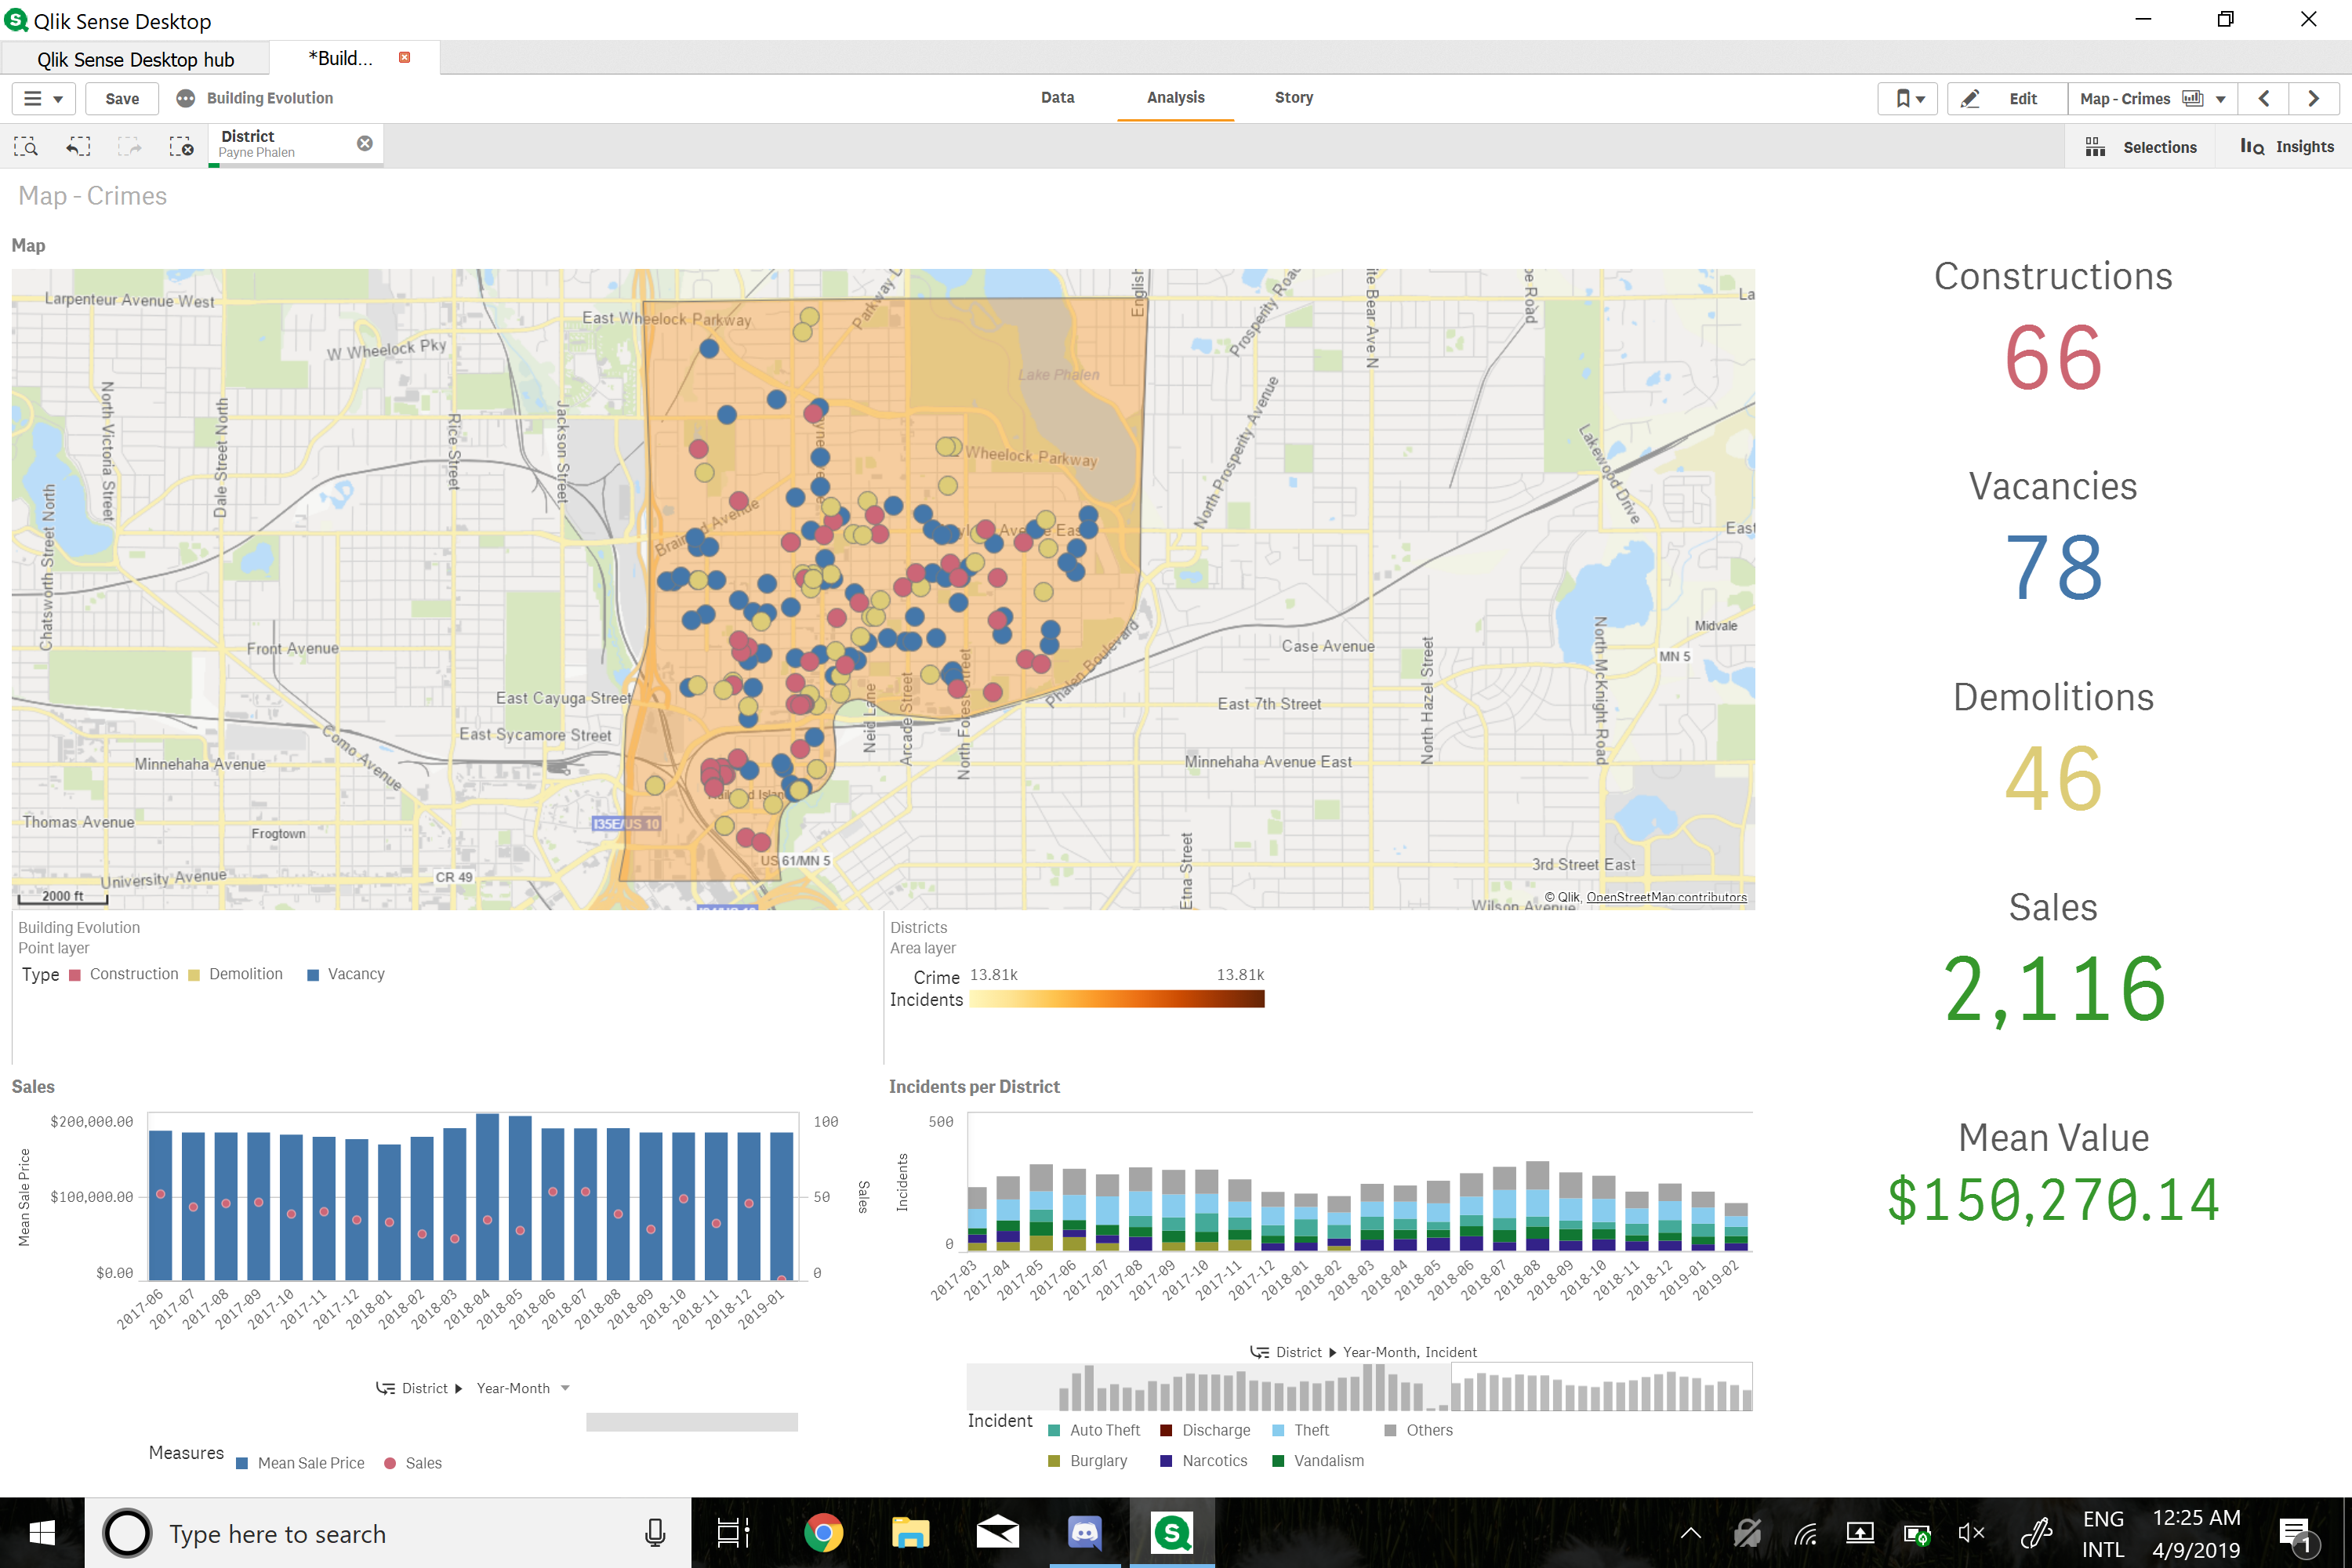 Qlik Sense Desktop
Qlik Sense Desktop hub
*Build...
Save
Building Evolution
Data
Analysis
Story
Edit
Map - Crimes
District
Payne Phalen
Selections
Insights
Map - Crimes
Map
Larpenteur Avenue West
East Wheelock Parkway
W Wheelock Pky
Prosperity Road
Lake Phalen
North Victoria Street
Dale Street North
Rice Street
Jackson Street
Wheelock Parkway
North Prosperity Avenue
Lakewood Drive
Chatsworth Street North
Front Avenue
Case Avenue
Midvale
MN 5
East Cayuga Street
East 7th Street
Phalen Boulevard
North Hazel Street
North McKnight Road
East Sycamore Street
Neid Lane
Arcade Street
Minnehaha Avenue
Como Avenue
Minnehaha Avenue East
Thomas Avenue
Frogtown
I35E/US 10
US 61/MN 5
Etna Street
3rd Street East
University Avenue
CR 49
2000 ft
Wilson Avenue
© Qlik, OpenStreetMap contributors
Constructions
66
Vacancies
78
Demolitions
46
Sales
2,116
Mean Value
$150,270.14
Building Evolution
Point layer
Type Construction Demolition Vacancy
Districts
Area layer
Crime Incidents
13.81k 13.81k
Sales
$200,000.00
$100,000.00
$0.00
Mean Sale Price
100
50
0
Sales
2017-06 2017-07 2017-08 2017-09 2017-10 2017-11 2017-12 2018-01 2018-02 2018-03 2018-04 2018-05 2018-06 2018-07 2018-08 2018-09 2018-10 2018-11 2018-12 2019-01
District Year-Month
Measures Mean Sale Price Sales
Incidents per District
500
0
Incidents
2017-03 2017-04 2017-05 2017-06 2017-07 2017-08 2017-09 2017-10 2017-11 2017-12 2018-01 2018-02 2018-03 2018-04 2018-05 2018-06 2018-07 2018-08 2018-09 2018-10 2018-11 2018-12 2019-01 2019-02
District Year-Month, Incident
Incident
Auto Theft Discharge Theft Others
Burglary Narcotics Vandalism
Type here to search
ENG
INTL
12:25 AM
4/9/2019
1